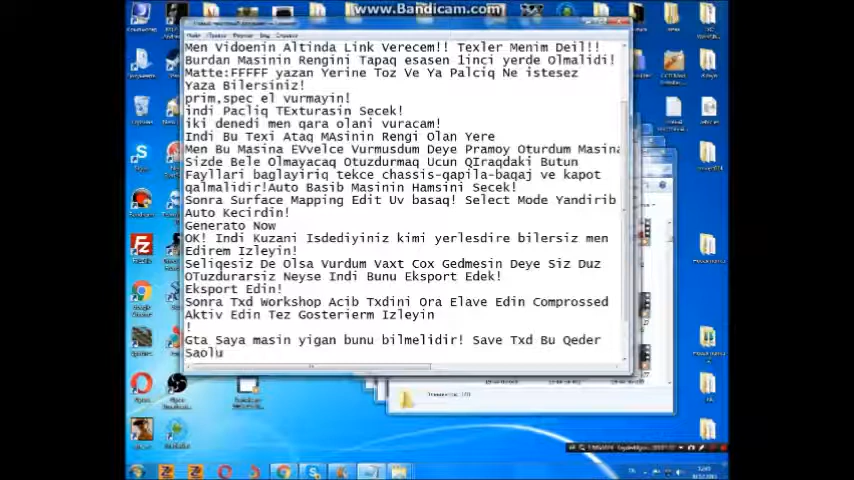 www.Bandicam.com
Men Vidoenin Altinda Link Verecem!! Texler Menim Deil!!
Burdan Masinin Rengini Tapaq esasen 1inci yerde Olmalidi!
Matte:FFFFF yazan Yerine Toz Ve Ya Palciq Ne istesez
Yaza Bilersiniz!
prim,spec el vurmayin!
indi Pacliq TExturasin Secek!
iki denedi men qara olani vuracam!
Indi Bu Texi Ataq MAsinin Rengi Olan Yere
Men Bu Masina EVvelce Vurmusdum Deye Pramoy Oturdum Masina
Sizde Bele Olmayacaq Otuzdurmaq Ucun QIraqdaki Butun
Fayllari baglayiriq tekce chassis-qapila-baqaj ve kapot
qalmalidir!Auto Basib Masinin Hamsini Secek!
Sonra Surface Mapping Edit Uv basaq! Select Mode Yandirib
Auto Kecirdin!
Generato Now
OK! Indi Kuzani Isdediyiniz kimi yerlesdire bilersiz men
Edirem Izleyin!
Seliqesiz De Olsa Vurdum Vaxt Cox Gedmesin Deye Siz Duz
OTuzdurarsiz Neyse Indi Bunu Eksport Edek!
Eksport Edin!
Sonra Txd Workshop Acib Txdini Ora Elave Edin Comprossed
Aktiv Edin Tez Gosterierm Izleyin
!
Gta Saya masin yigan bunu bilmelidir! Save Txd Bu Qeder
Saolu